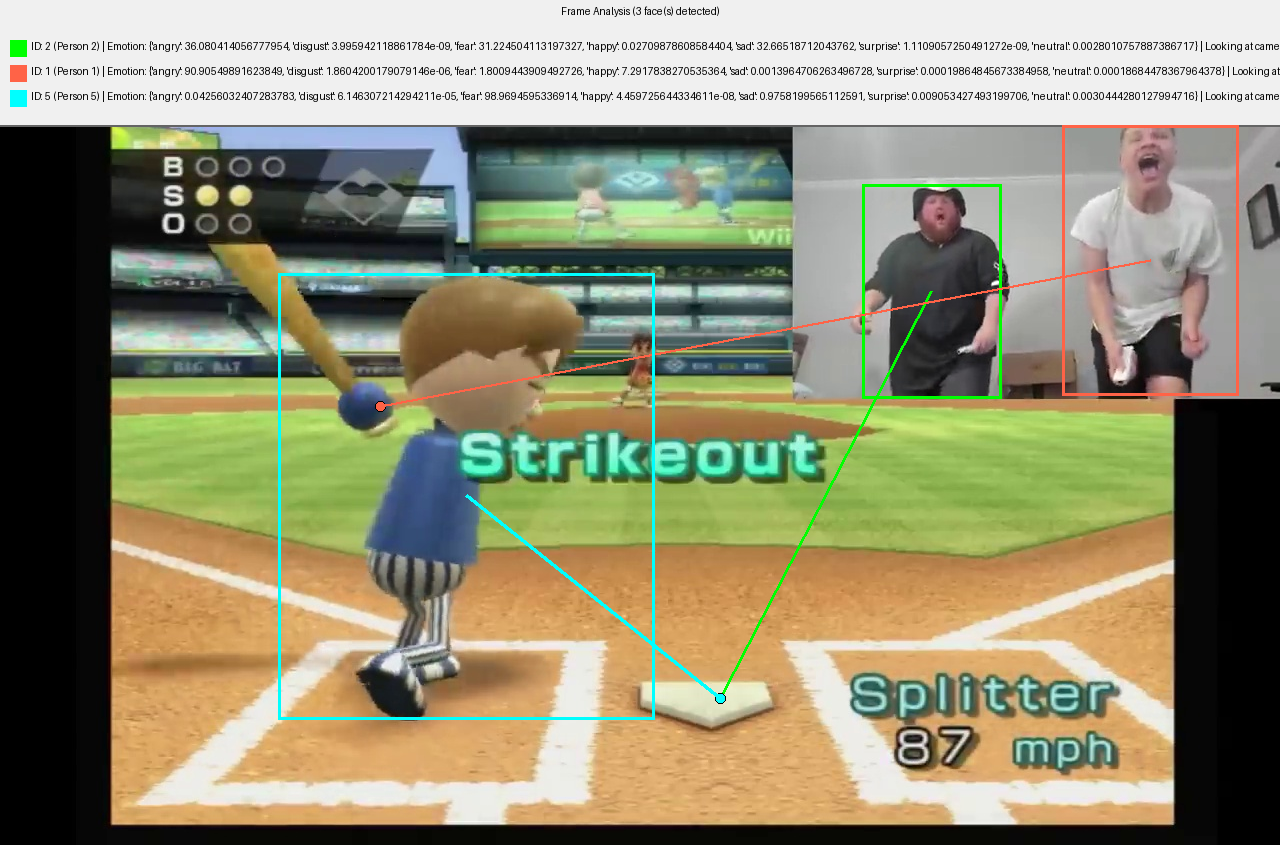 Frame Analysis (3 face(s) detected)
ID: 2 (Person 2) | Emotion: {'angry': 36.080414056777954, 'disgust': 3.995942118861784e-09, 'fear': 31.224504113197327, 'happy': 0.02709878608584404, 'sad': 32.66518712043762, 'surprise': 1.1109057250491272e-09, 'neutral': 0.0028010757887386717} | Looking at came
ID: 1 (Person 1) | Emotion: {'angry': 90.90549891623849, 'disgust': 1.8604200179079146e-06, 'fear': 1.8009443909492726, 'happy': 7.2917838270535364, 'sad': 0.0013964706263496728, 'surprise': 0.00019864845673384958, 'neutral': 0.00018684478367964378} | Looking at came
ID: 5 (Person 5) | Emotion: {'angry': 0.04256032407283783, 'disgust': 6.146307214294211e-05, 'fear': 98.9694595336914, 'happy': 4.459725644334611e-08, 'sad': 0.9758199565112591, 'surprise': 0.009053427493199706, 'neutral': 0.0030444280127994716} | Looking at came
B
S
O
Wii
BIG BAT
Strikeout
Splitter
87 mph